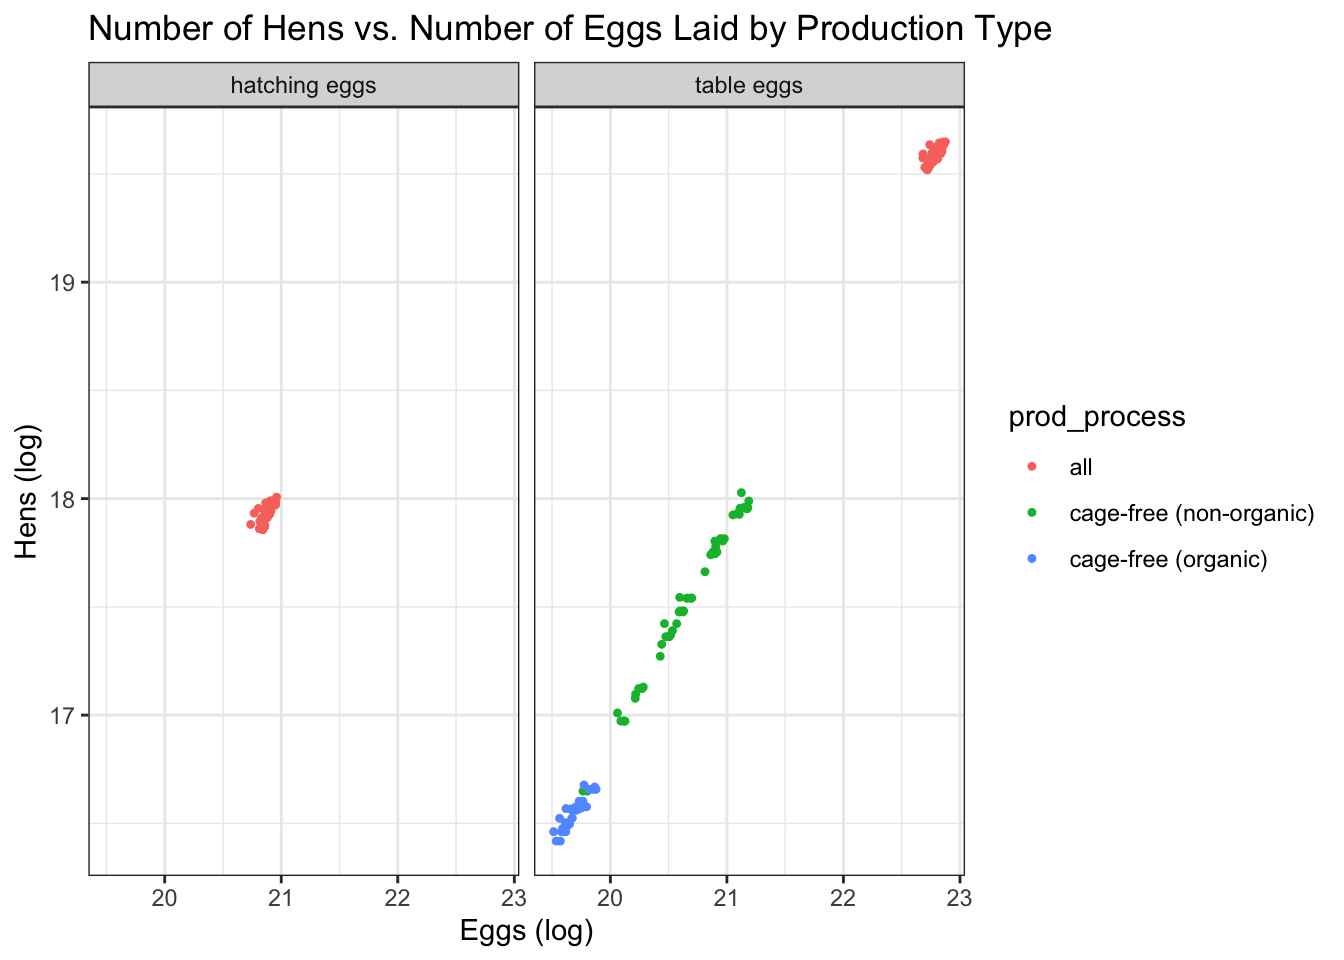 Number of Hens vs. Number of Eggs Laid by Production Type
hatching eggs
table eggs
Hens (log)
19
18
17
20
21
22
23
20
21
22
23
Eggs (log)
prod_process
all
cage-free (non-organic)
cage-free (organic)